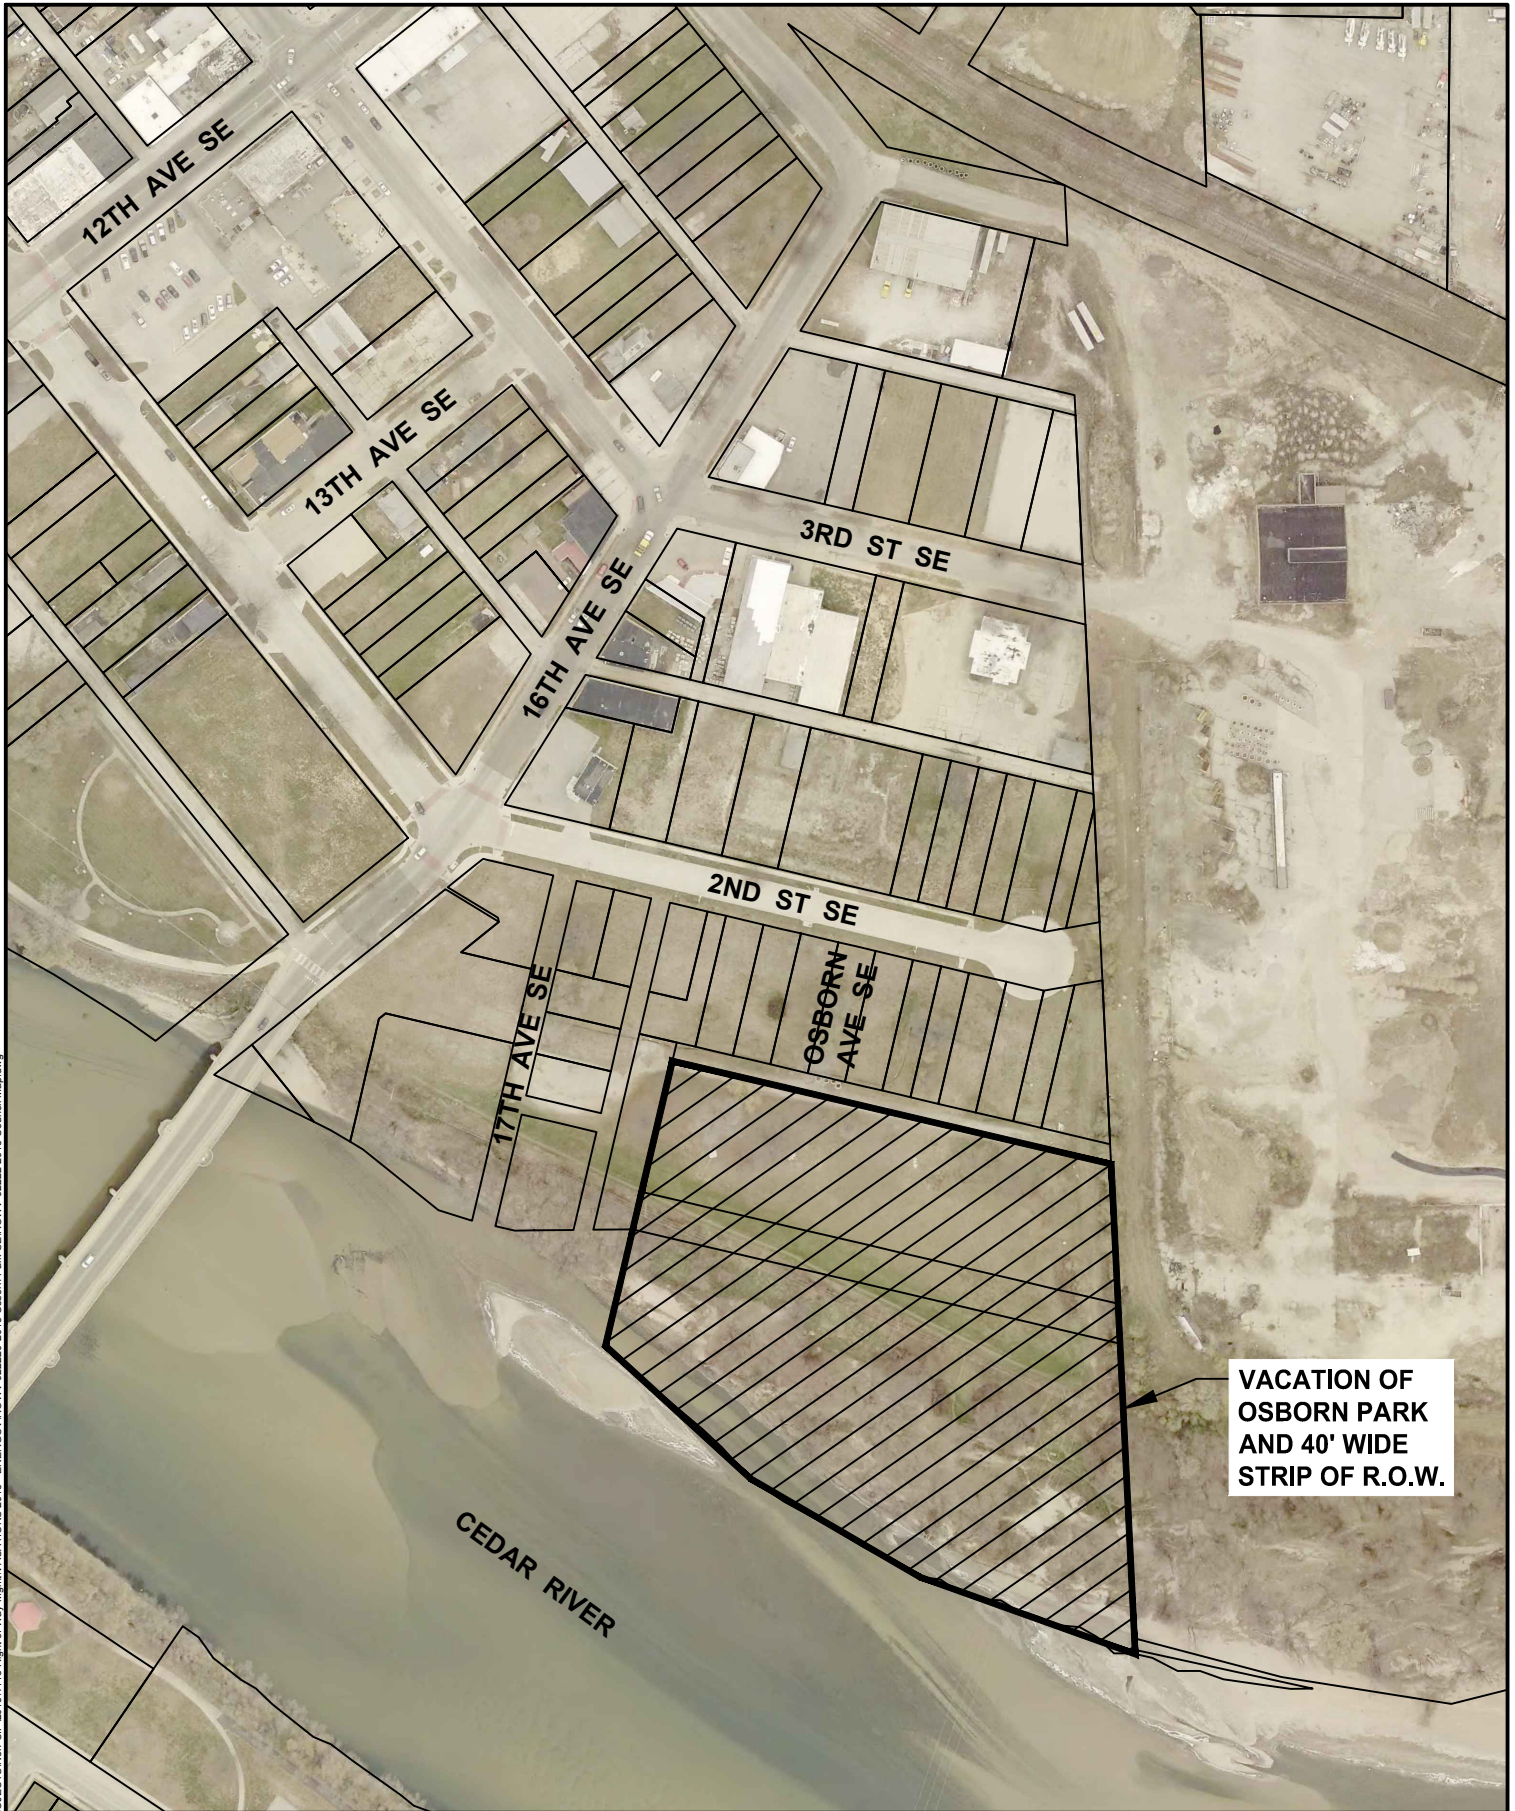 12TH AVE SE
13TH AVE SE
3RD ST SE
16TH AVE SE
2ND ST SE
OSBORN
AVE SE
17TH AVE SE
VACATION OF
OSBORN PARK
AND 40' WIDE
STRIP OF R.O.W.
CEDAR RIVER